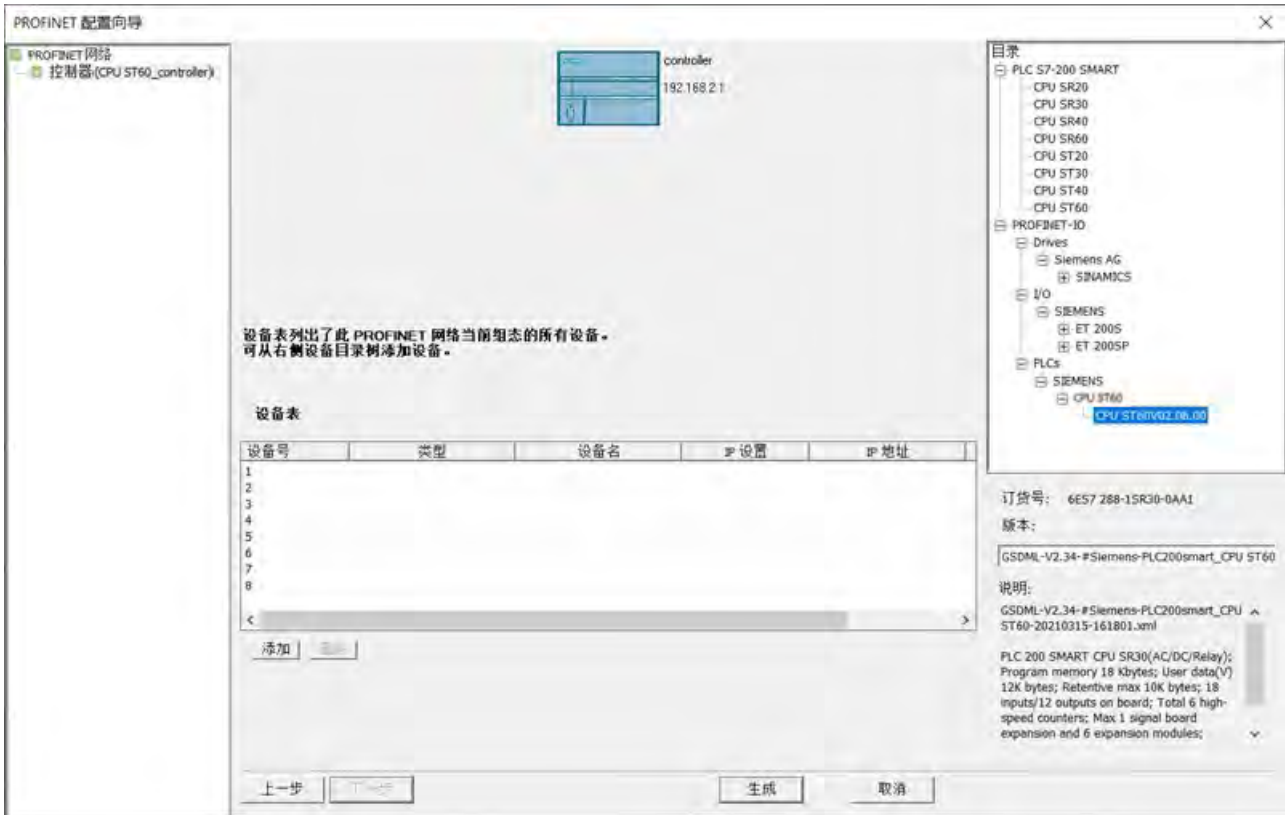 PROFINET 配置向导
PROFINET 网络
控制器(CPU ST60_controller)
controller
192.168.2.1
设备表列出了此 PROFINET 网络当前组态的所有设备。
可从右侧设备目录树添加设备。
设备表
设备号 类型 设备名 IP 设置 IP 地址
1
2
3
4
5
6
7
8
添加
上一步 下一步 生成 取消
目录
PLC S7-200 SMART
CPU SR20
CPU SR30
CPU SR40
CPU SR60
CPU ST20
CPU ST30
CPU ST40
CPU ST60
PROFINET-IO
Drives
Siemens AG
SINAMICS
I/O
SIEMENS
ET 200S
ET 200SP
PLCs
SIEMENS
CPU ST60
CPU ST60V02.06.00
订货号: 6ES7 288-1SR30-0AA1
版本:
GSDML-V2.34-#Siemens-PLC200smart_CPU ST60
说明:
GSDML-V2.34-#Siemens-PLC200smart_CPU
ST60-20210315-161801.xml
PLC 200 SMART CPU SR30(AC/DC/Relay);
Program memory 18 Kbytes; User data(V)
12K bytes; Retentive max 10K bytes; 18
inputs/12 outputs on board; Total 6 high-
speed counters; Max 1 signal board
expansion and 6 expansion modules;